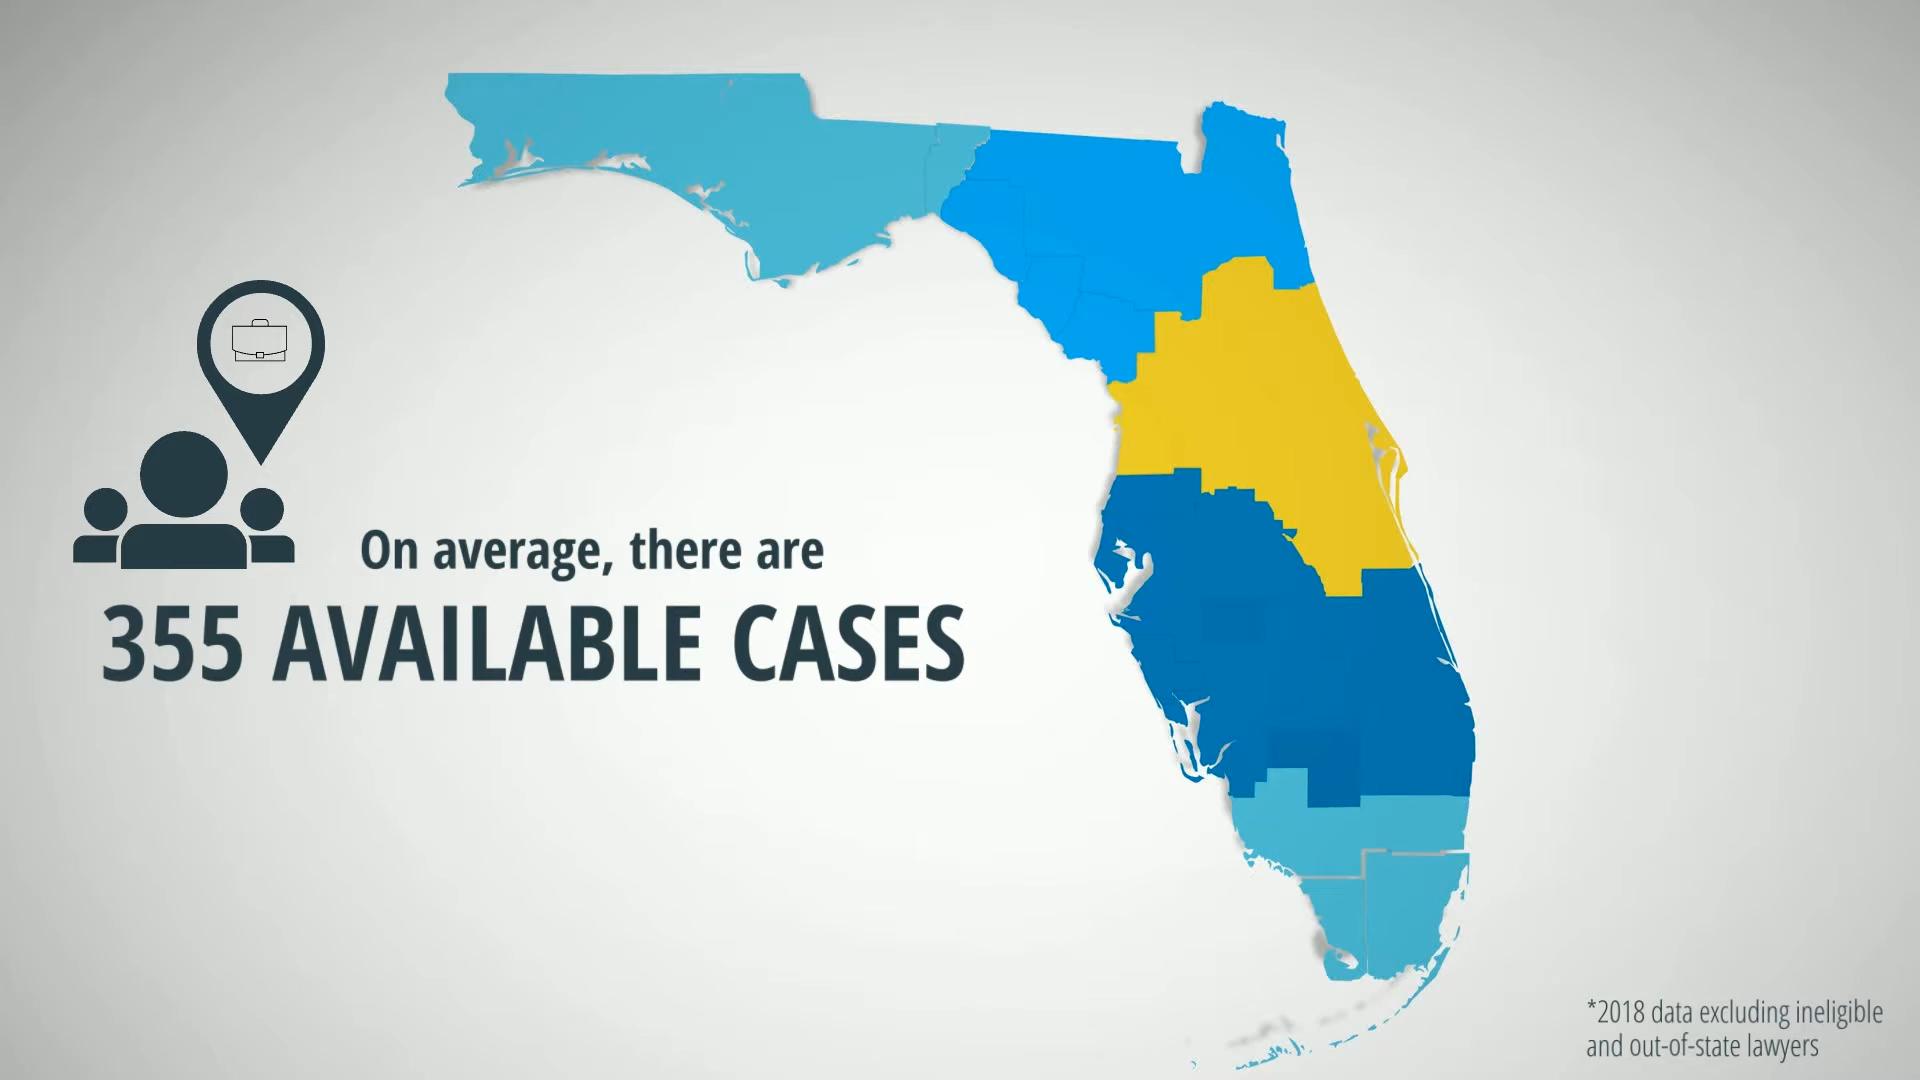 On average, there are
355 AVAILABLE CASES
*2018 data excluding ineligible
and out-of-state lawyers